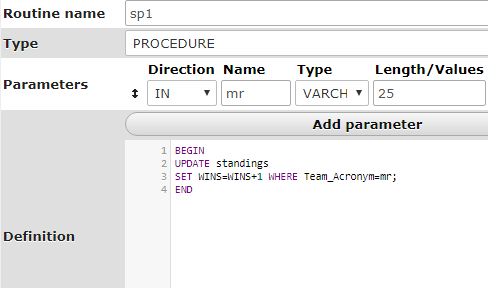 Routine name sp1
Type PROCEDURE
Direction Name Type Length/Values
Parameters IN mr VARCH 25
Add parameter
1 BEGIN
2 UPDATE standings
3 SET WINS=WINS+1 WHERE Team_Acronym=mr;
4 END
Definition